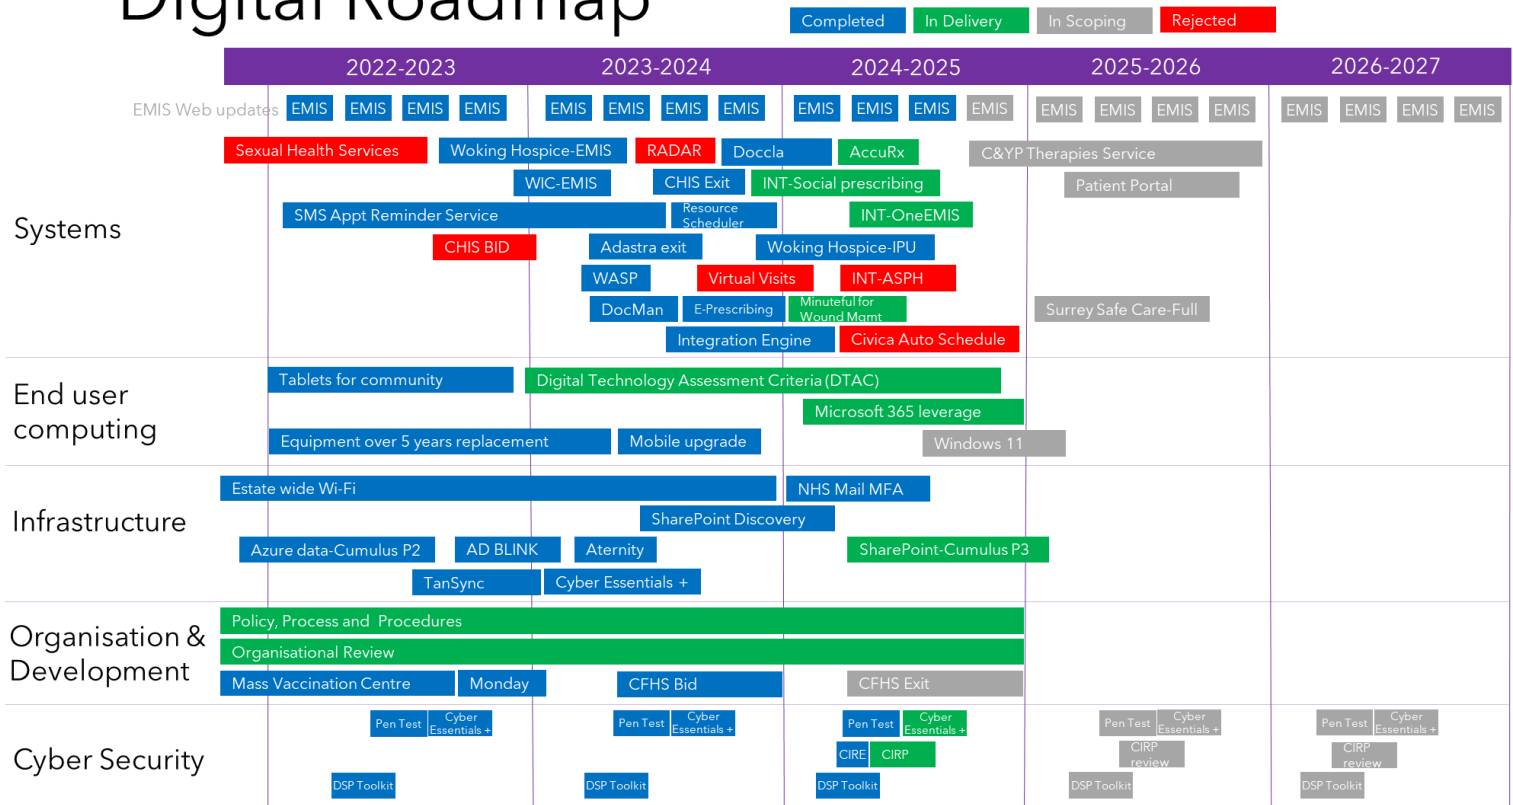 Digital Roadmap
Completed In Delivery In Scoping Rejected
2022-2023 2023-2024 2024-2025 2025-2026 2026-2027
EMIS Web updates EMIS EMIS EMIS EMIS EMIS EMIS EMIS EMIS EMIS EMIS EMIS EMIS EMIS EMIS EMIS EMIS EMIS EMIS EMIS EMIS
Systems
Sexual Health Services Woking Hospice-EMIS RADAR Doccla AccuRx C&YP Therapies Service
WIC-EMIS CHIS Exit INT-Social prescribing Patient Portal
SMS Appt Reminder Service Resource Scheduler INT-OneEMIS
CHIS BID Adastra exit Woking Hospice-IPU
WASP Virtual Visits INT-ASPH
DocMan E-Prescribing Minuteful for Wound Mgmt Surrey Safe Care-Full
Integration Engine Civica Auto Schedule
End user
computing
Tablets for community Digital Technology Assessment Criteria (DTAC)
Microsoft 365 leverage
Equipment over 5 years replacement Mobile upgrade Windows 11
Infrastructure
Estate wide Wi-Fi NHS Mail MFA
SharePoint Discovery
Azure data-Cumulus P2 AD BLINK Aternity SharePoint-Cumulus P3
TanSync Cyber Essentials +
Organisation &
Development
Policy, Process and Procedures
Organisational Review
Mass Vaccination Centre Monday CFHS Bid CFHS Exit
Cyber Security
Pen Test Cyber Essentials + Pen Test Cyber Essentials + Pen Test Cyber Essentials + Pen Test Cyber Essentials + Pen Test Cyber Essentials +
CIRE CIRP CIRP review CIRP review
DSP Toolkit DSP Toolkit DSP Toolkit DSP Toolkit DSP Toolkit